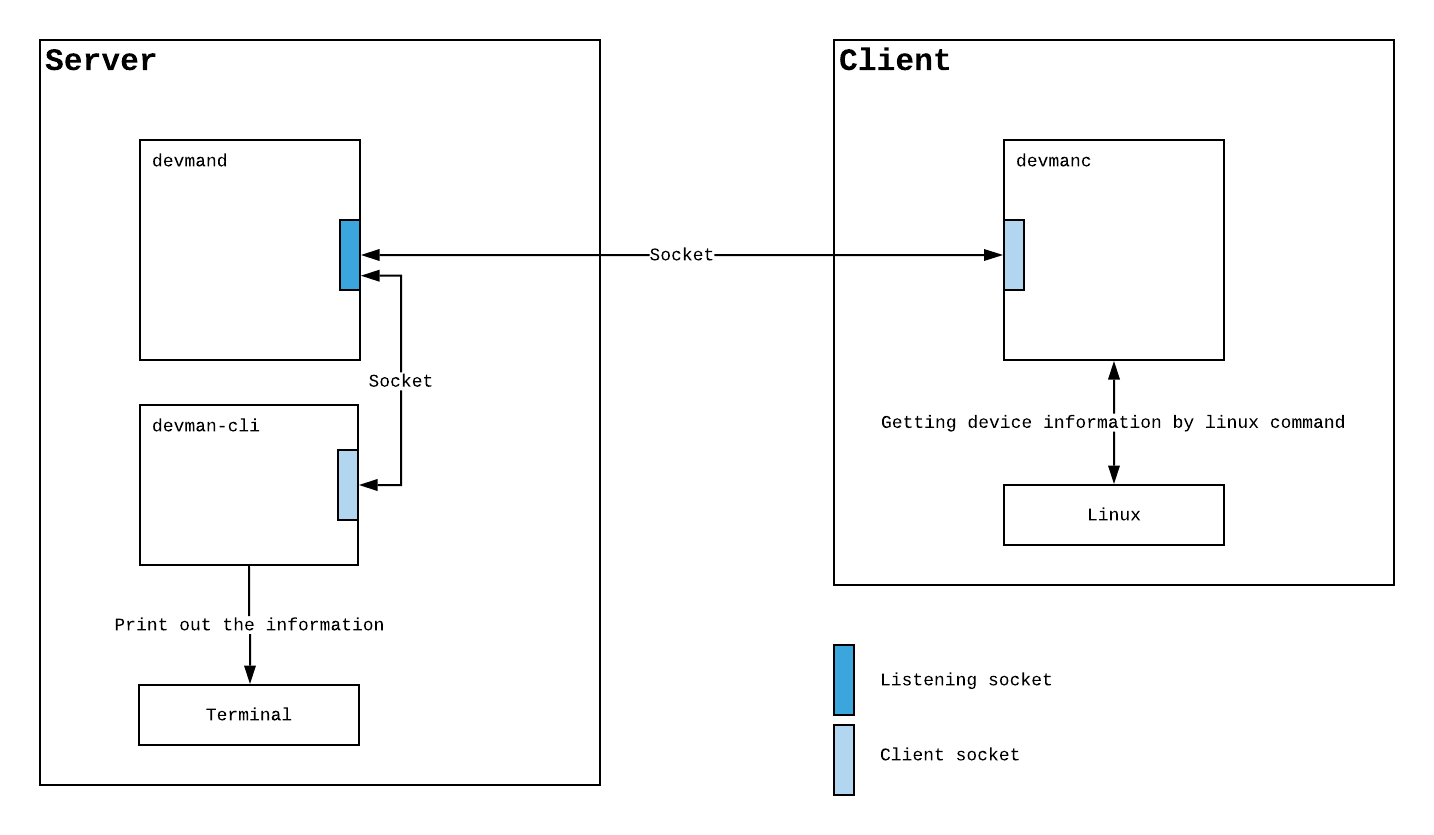 Server
devmand
Socket
devman-cli
Print out the information
Terminal
Socket
Client
devmanc
Getting device information by linux command
Linux
Listening socket
Client socket